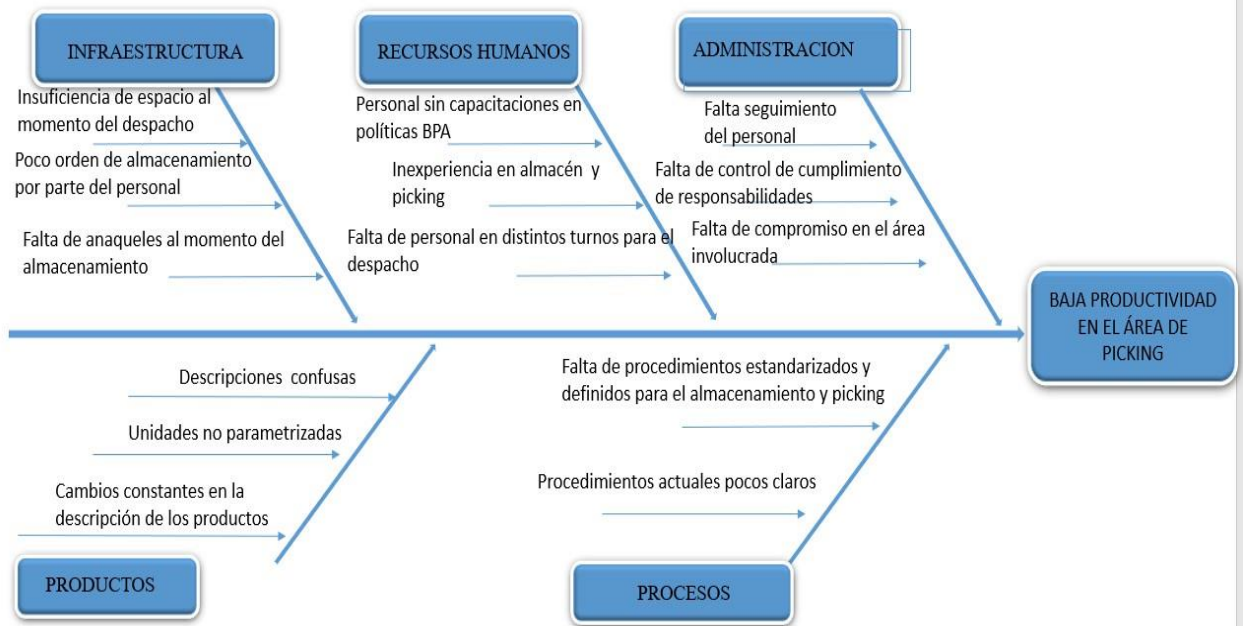 INFRAESTRUCTURA
Insuficiencia de espacio al
momento del despacho
Poco orden de almacenamiento
por parte del personal
Falta de anaqueles al momento del
almacenamiento
RECURSOS HUMANOS
Personal sin capacitaciones en
políticas BPA
Inexperiencia en almacén y
picking
Falta de personal en distintos turnos para el
despacho
ADMINISTRACION
Falta seguimiento
del personal
Falta de control de cumplimiento
de responsabilidades
Falta de compromiso en el área
involucrada
BAJA PRODUCTIVIDAD
EN EL ÁREA DE
PICKING
Descripciones confusas
Unidades no parametrizadas
Cambios constantes en la
descripción de los productos
PRODUCTOS
Falta de procedimientos estandarizados y
definidos para el almacenamiento y picking
Procedimientos actuales pocos claros
PROCESOS